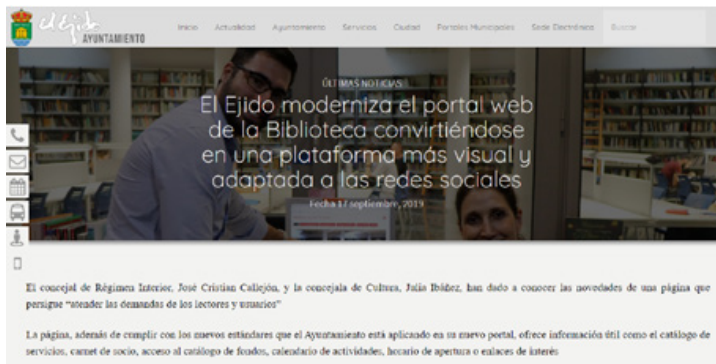 el Ejido
AYUNTAMIENTO
Inicio Actualidad Ayuntamiento Servicios Ciudad Portales Municipales Sede Electrónica Buscar
ÚLTIMAS NOTICIAS
El Ejido moderniza el portal web
de la Biblioteca convirtiéndose
en una plataforma más visual y
adaptada a las redes sociales
Fecha 17 septiembre, 2019
El concejal de Régimen Interior, José Cristian Callejón, y la concejala de Cultura, Julia Ibáñez, han dado a conocer las novedades de una página que
persigue “atender las demandas de los lectores y usuarios”
La página, además de cumplir con los nuevos estándares que el Ayuntamiento está aplicando en su nuevo portal, ofrece información útil como el catálogo de
servicios, carnet de socio, acceso al catálogo de fondos, calendario de actividades, horario de apertura o enlaces de interés